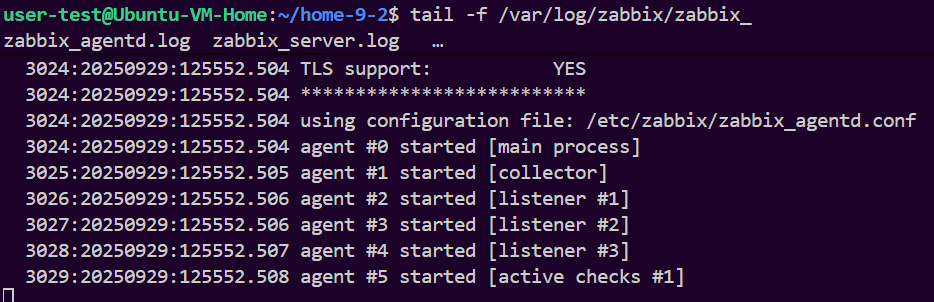 user-test@Ubuntu-VM-Home:~/home-9-2$ tail -f /var/log/zabbix/zabbix_
zabbix_agentd.log  zabbix_server.log   …
  3024:20250929:125552.504 TLS support:           YES
  3024:20250929:125552.504 **************************
  3024:20250929:125552.504 using configuration file: /etc/zabbix/zabbix_agentd.conf
  3024:20250929:125552.504 agent #0 started [main process]
  3025:20250929:125552.505 agent #1 started [collector]
  3026:20250929:125552.506 agent #2 started [listener #1]
  3027:20250929:125552.506 agent #3 started [listener #2]
  3028:20250929:125552.507 agent #4 started [listener #3]
  3029:20250929:125552.508 agent #5 started [active checks #1]